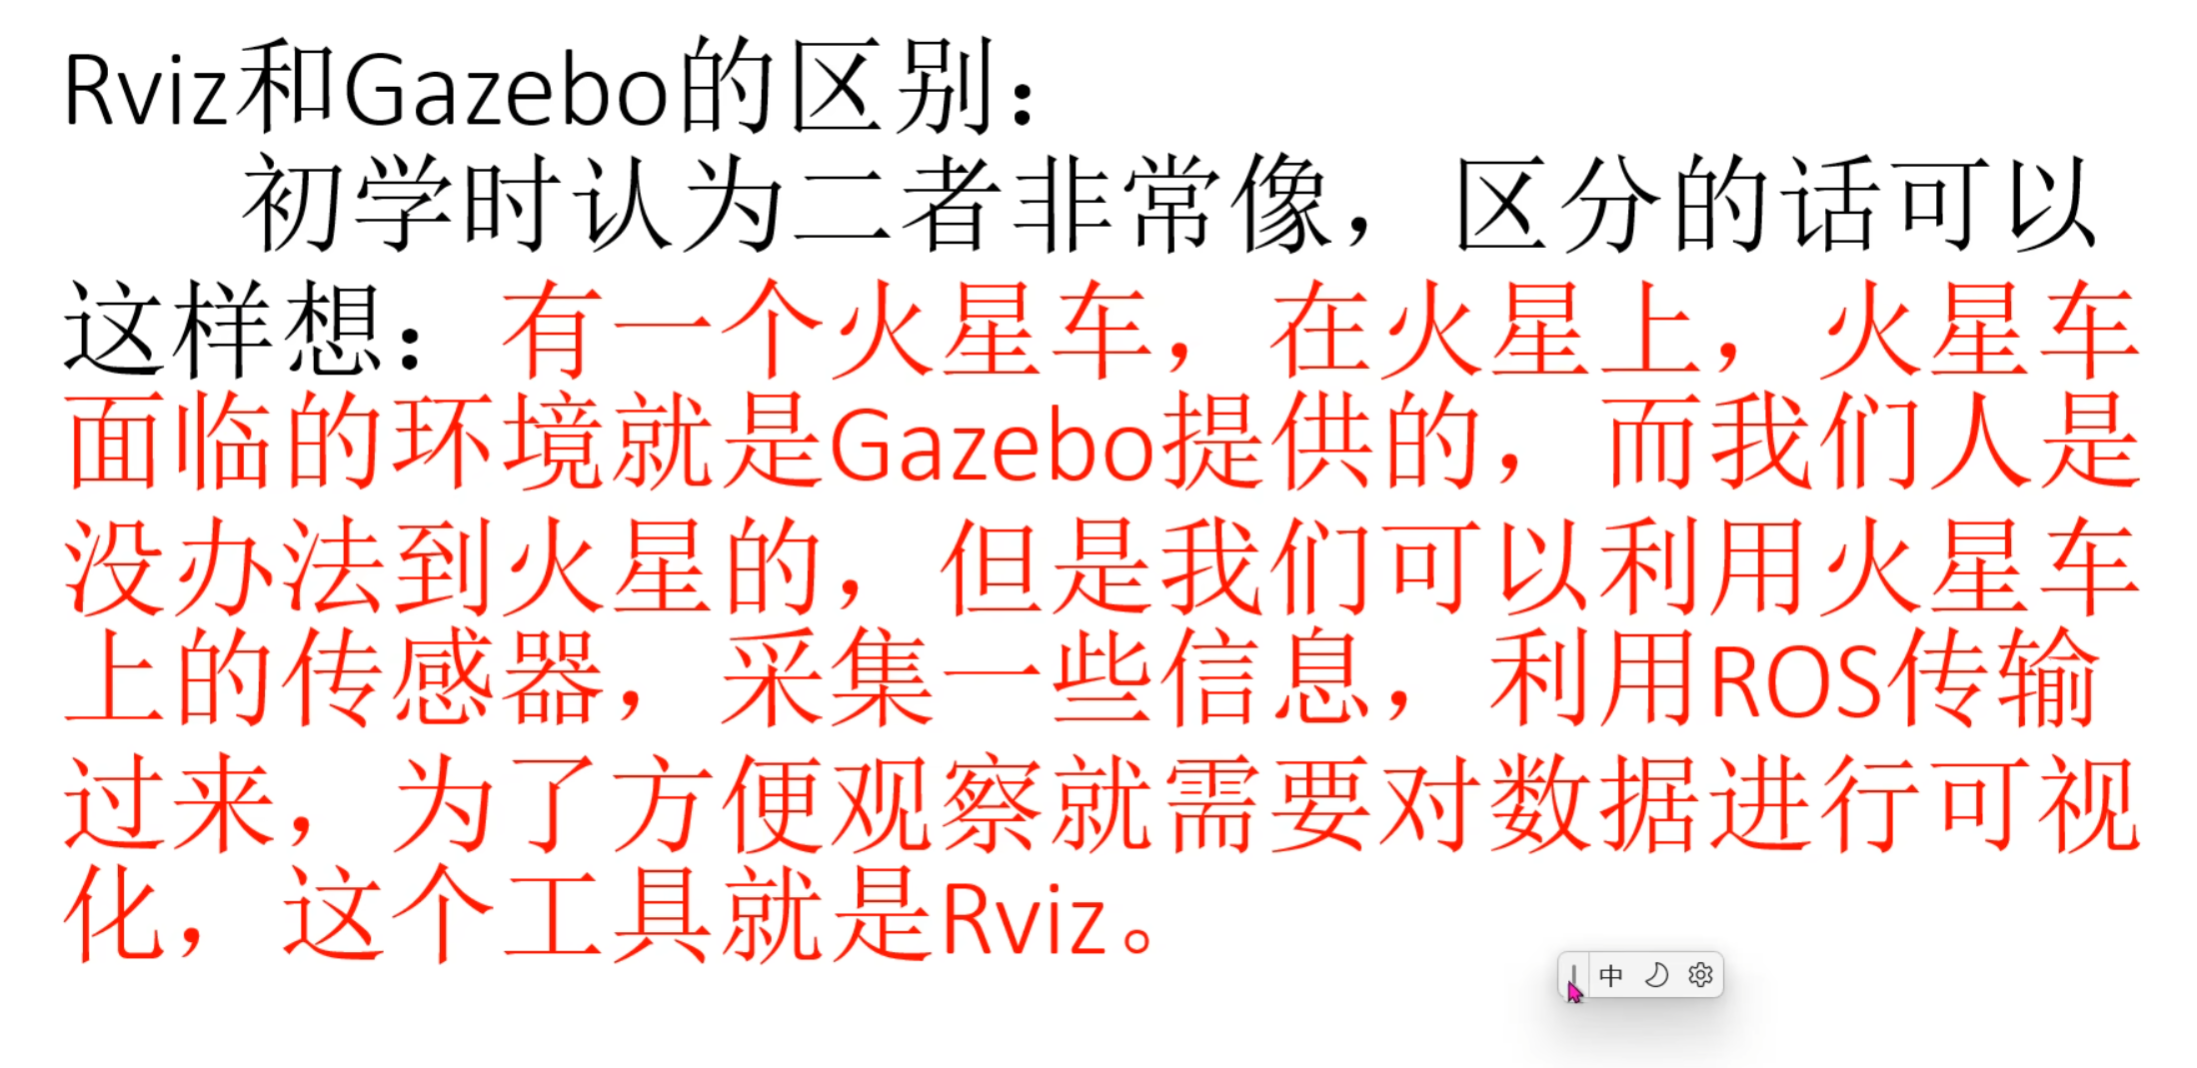 Rviz和Gazebo的区别：
初学时认为二者非常像，区分的话可以
这样想：有一个火星车，在火星上，火星车
面临的环境就是Gazebo提供的，而我们人是
没办法到火星的，但是我们可以利用火星车
上的传感器，采集一些信息，利用ROS传输
过来，为了方便观察就需要对数据进行可视
化，这个工具就是Rviz。
中